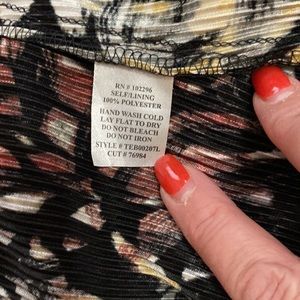 RN # 102296
SELF/LINING
100% POLYESTER
HAND WASH COLD
LAY FLAT TO DRY
DO NOT BLEACH
DO NOT IRON
STYLE # TEB00207L
CUT # 76984